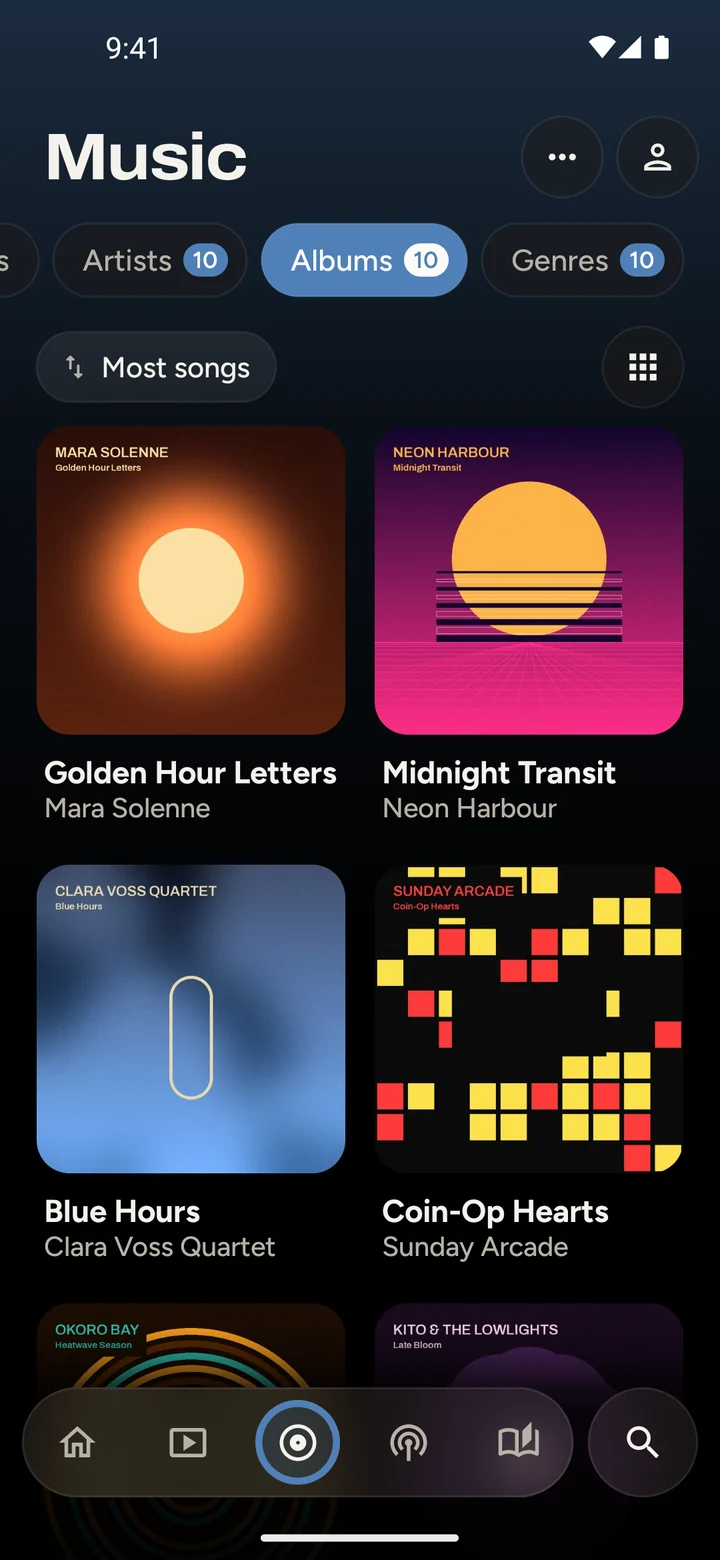 9:41
Music
s
Artists 10
Albums 10
Genres 10
Most songs
MARA SOLENNE
Golden Hour Letters
NEON HARBOUR
Midnight Transit
Golden Hour Letters
Mara Solenne
Midnight Transit
Neon Harbour
CLARA VOSS QUARTET
Blue Hours
SUNDAY ARCADE
Coin-Op Hearts
Blue Hours
Clara Voss Quartet
Coin-Op Hearts
Sunday Arcade
OKORO BAY
Heatwave Season
KITO & THE LOWLIGHTS
Late Bloom